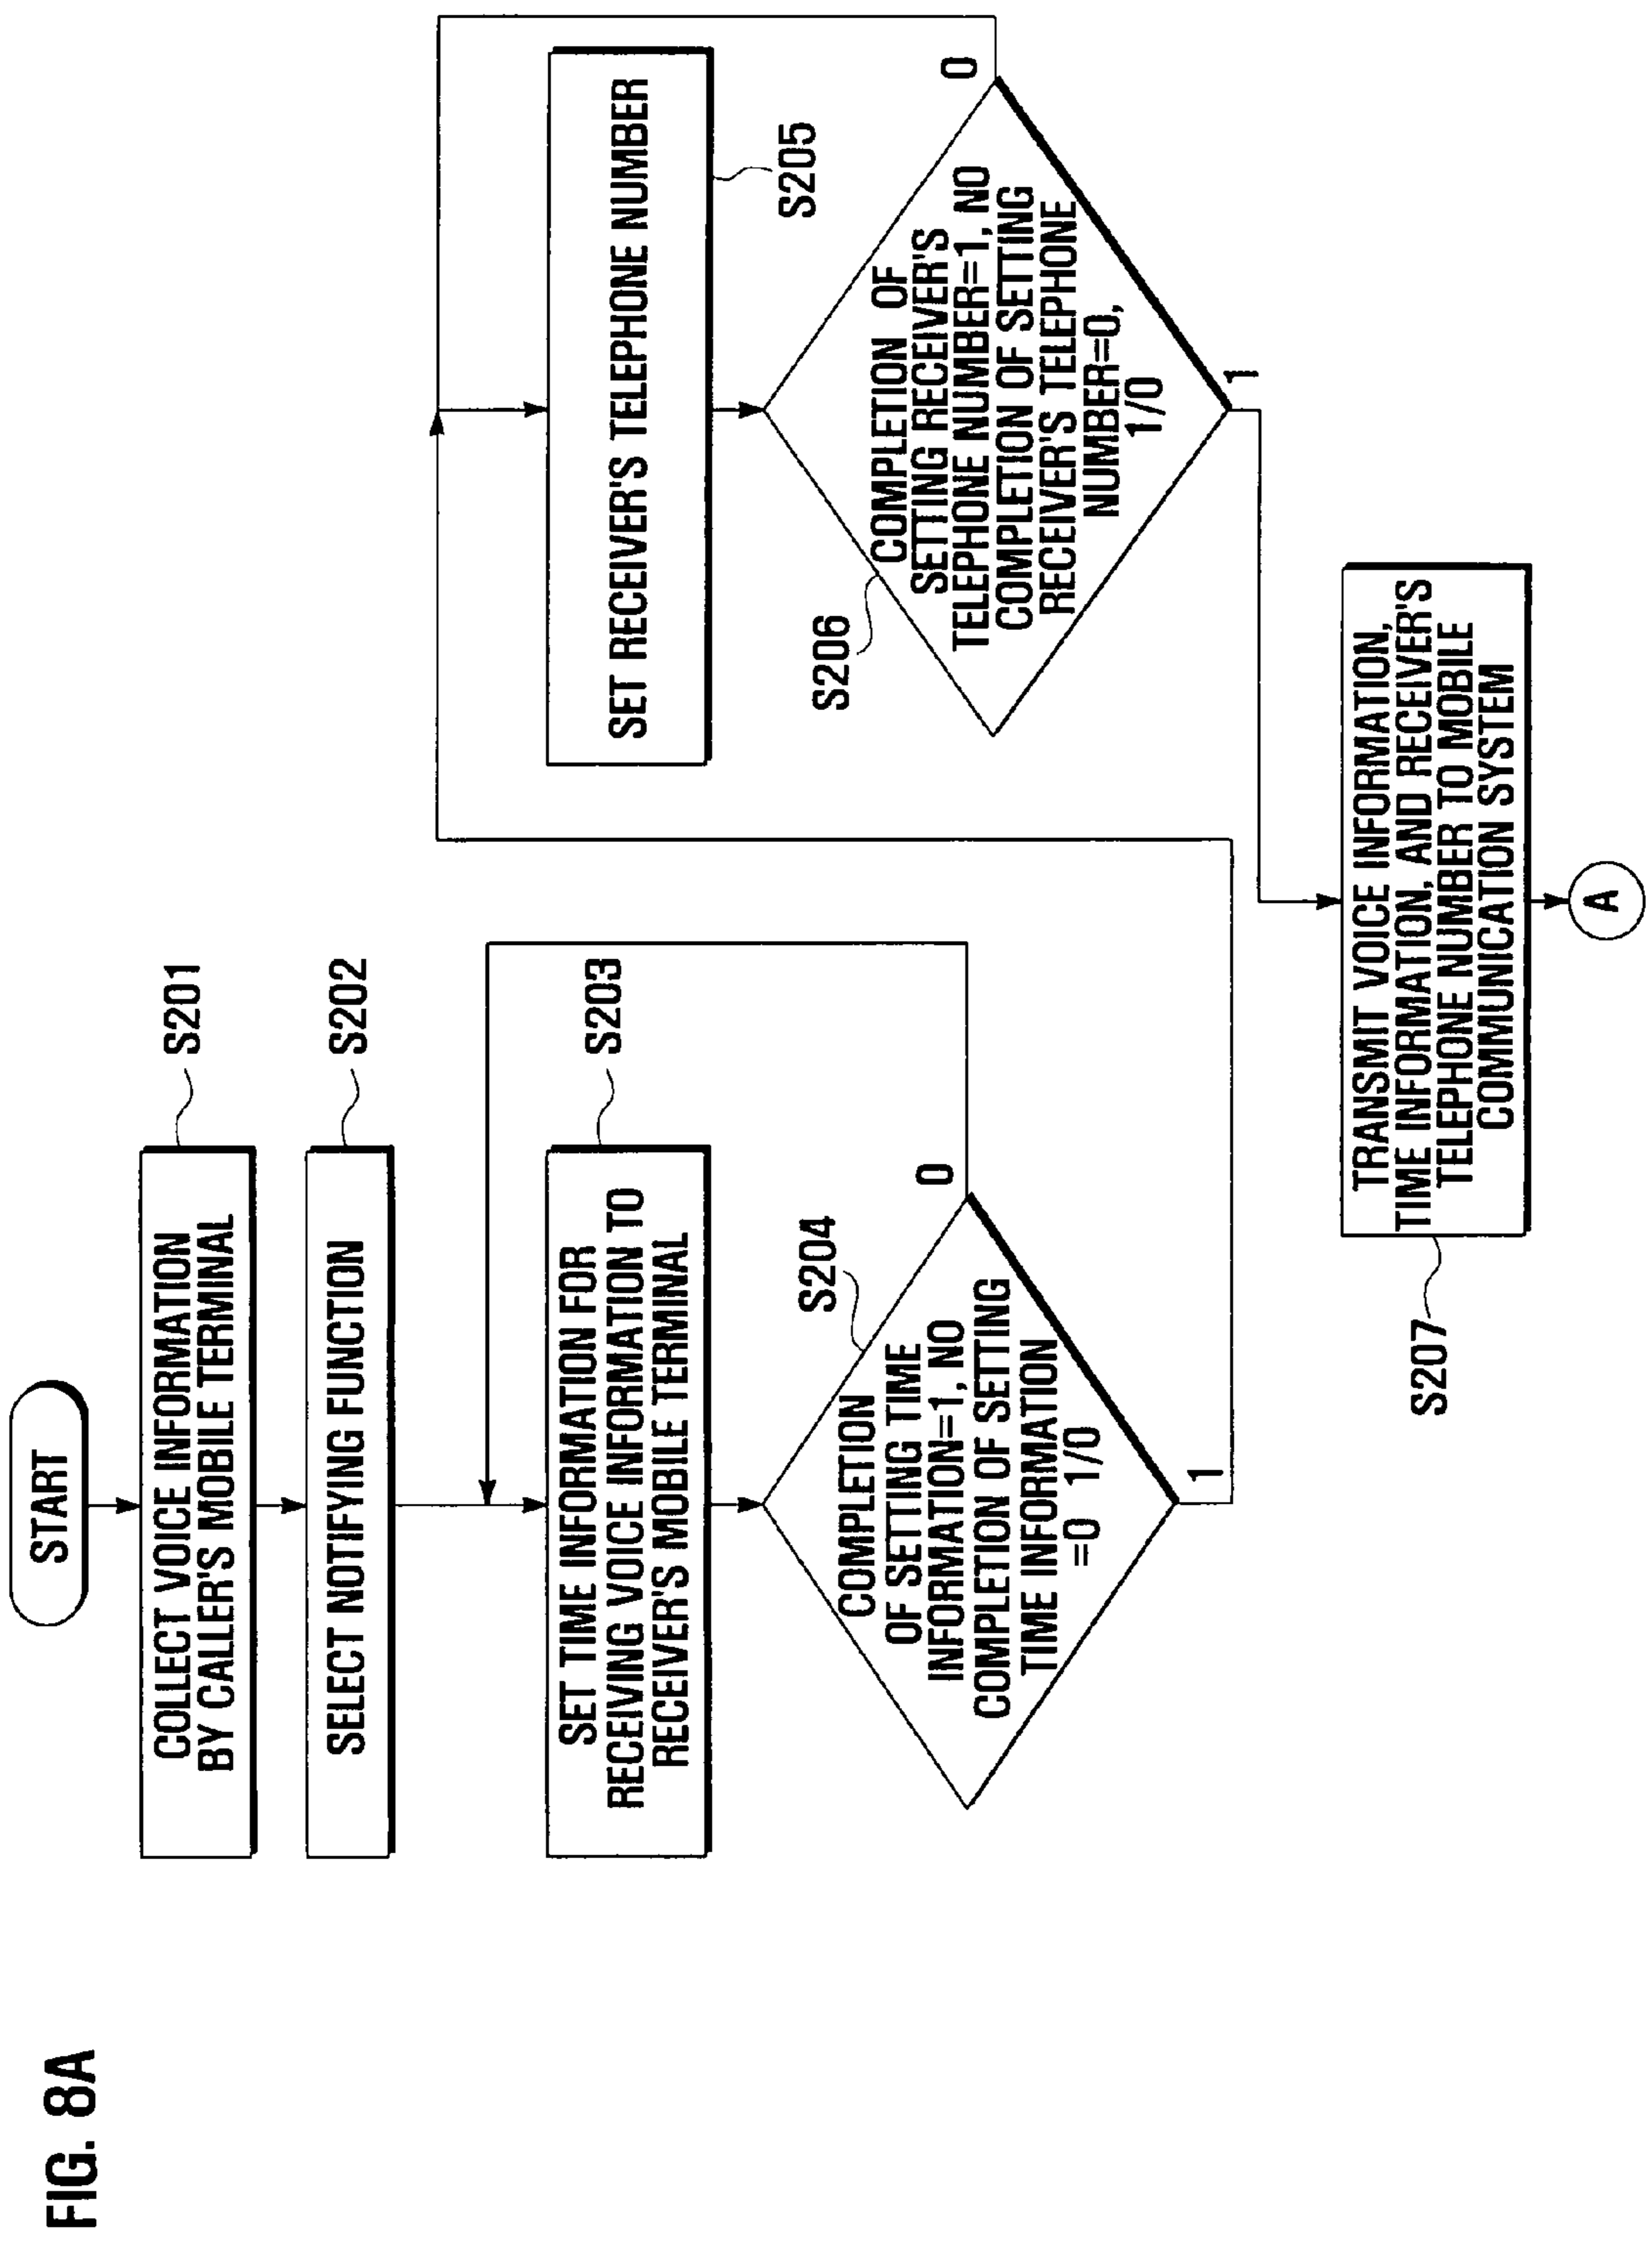 FIG. 8A
START
COLLECT VOICE INFORMATION
BY CALLER'S MOBILE TERMINAL
S201
SELECT NOTIFYING FUNCTION
S202
SET TIME INFORMATION FOR
RECEIVING VOICE INFORMATION TO
RECEIVER'S MOBILE TERMINAL
S203
S204
COMPLETION
OF SETTING TIME
INFORMATION=1, NO
COMPLETION OF SETTING
TIME INFORMATION
=0 1/0
0
1
SET RECEIVER'S TELEPHONE NUMBER
S205
S206
COMPLETION OF
SETTING RECEIVER'S
TELEPHONE NUMBER=1, NO
COMPLETION OF SETTING
RECEIVER'S TELEPHONE
NUMBER=0,
1/0
0
1
TRANSMIT VOICE INFORMATION,
TIME INFORMATION, AND RECEIVER'S
TELEPHONE NUMBER TO MOBILE
COMMUNICATION SYSTEM
S207
A